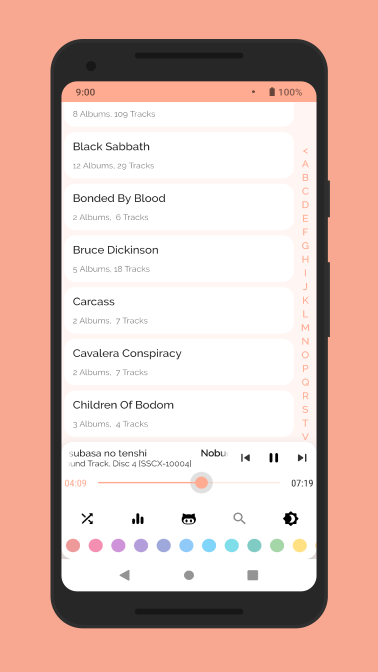 9:00
100%
8 Albums, 109 Tracks
Black Sabbath
12 Albums, 29 Tracks
Bonded By Blood
2 Albums, 6 Tracks
Bruce Dickinson
5 Albums, 18 Tracks
Carcass
2 Albums, 7 Tracks
Cavalera Conspiracy
2 Albums, 7 Tracks
Children Of Bodom
3 Albums, 4 Tracks
<
A
B
C
D
E
F
G
H
I
J
K
L
M
N
O
P
Q
R
S
T
V
subasa no tenshi
Nobu
und Track, Disc 4 [SSCX-10004]
04:09
07:19